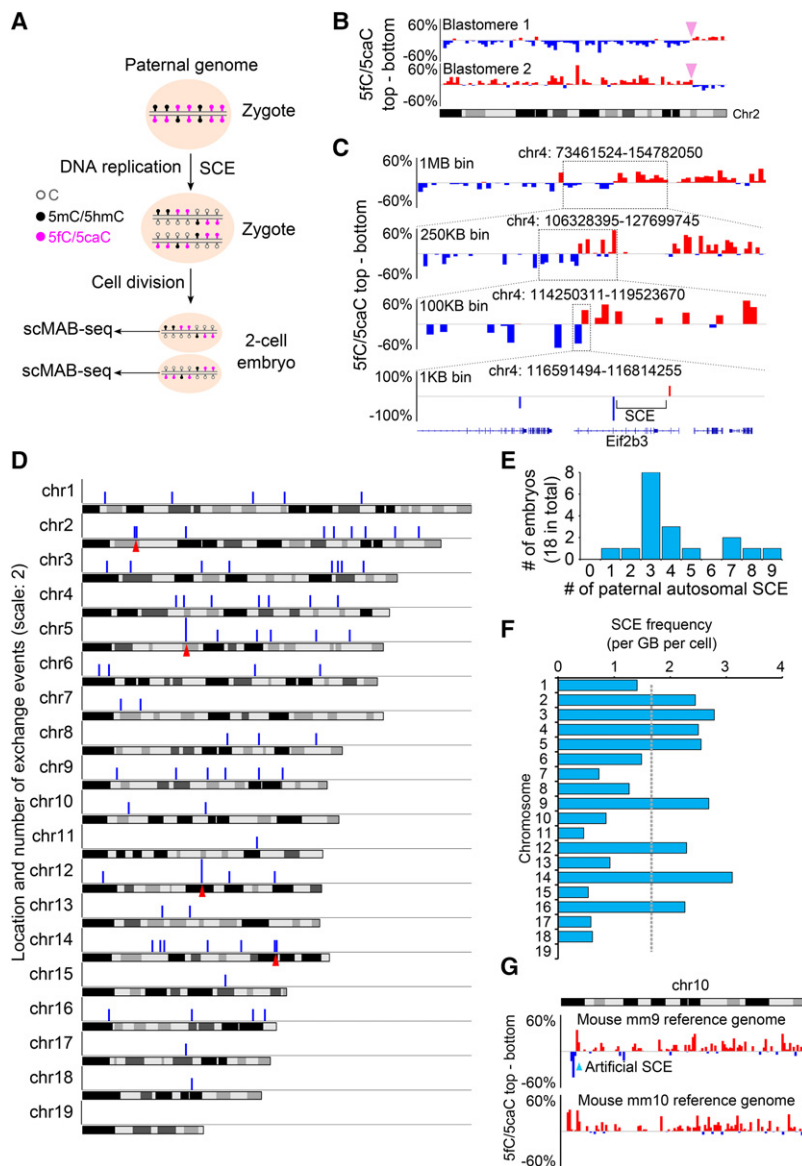 A
Paternal genome
Zygote
DNA replication
SCE
C
5mC/5hmC
5fC/5caC
Zygote
Cell division
scMAB-seq
scMAB-seq
2-cell
embryo
B
5fC/5caC
top - bottom
60%
-60%
Blastomere 1
60%
-60%
Blastomere 2
Chr2
C
5fC/5caC top - bottom
60%
-60%
1MB bin
chr4: 73461524-154782050
60%
-60%
250KB bin
chr4: 106328395-127699745
60%
-60%
100KB bin
chr4: 114250311-119523670
100%
-100%
1KB bin
chr4: 116591494-116814255
SCE
Eif2b3
D
Location and number of exchange events (scale: 2)
chr1
chr2
chr3
chr4
chr5
chr6
chr7
chr8
chr9
chr10
chr11
chr12
chr13
chr14
chr15
chr16
chr17
chr18
chr19
E
# of embryos
(18 in total)
8
6
4
2
0
0 1 2 3 4 5 6 7 8 9
# of paternal autosomal SCE
F
SCE frequency
(per GB per cell)
0 1 2 3 4
Chromosome
1
2
3
4
5
6
7
8
9
10
11
12
13
14
15
16
17
18
19
G
chr10
5fC/5caC top - bottom
60%
-60%
Mouse mm9 reference genome
Artificial SCE
60%
-60%
Mouse mm10 reference genome